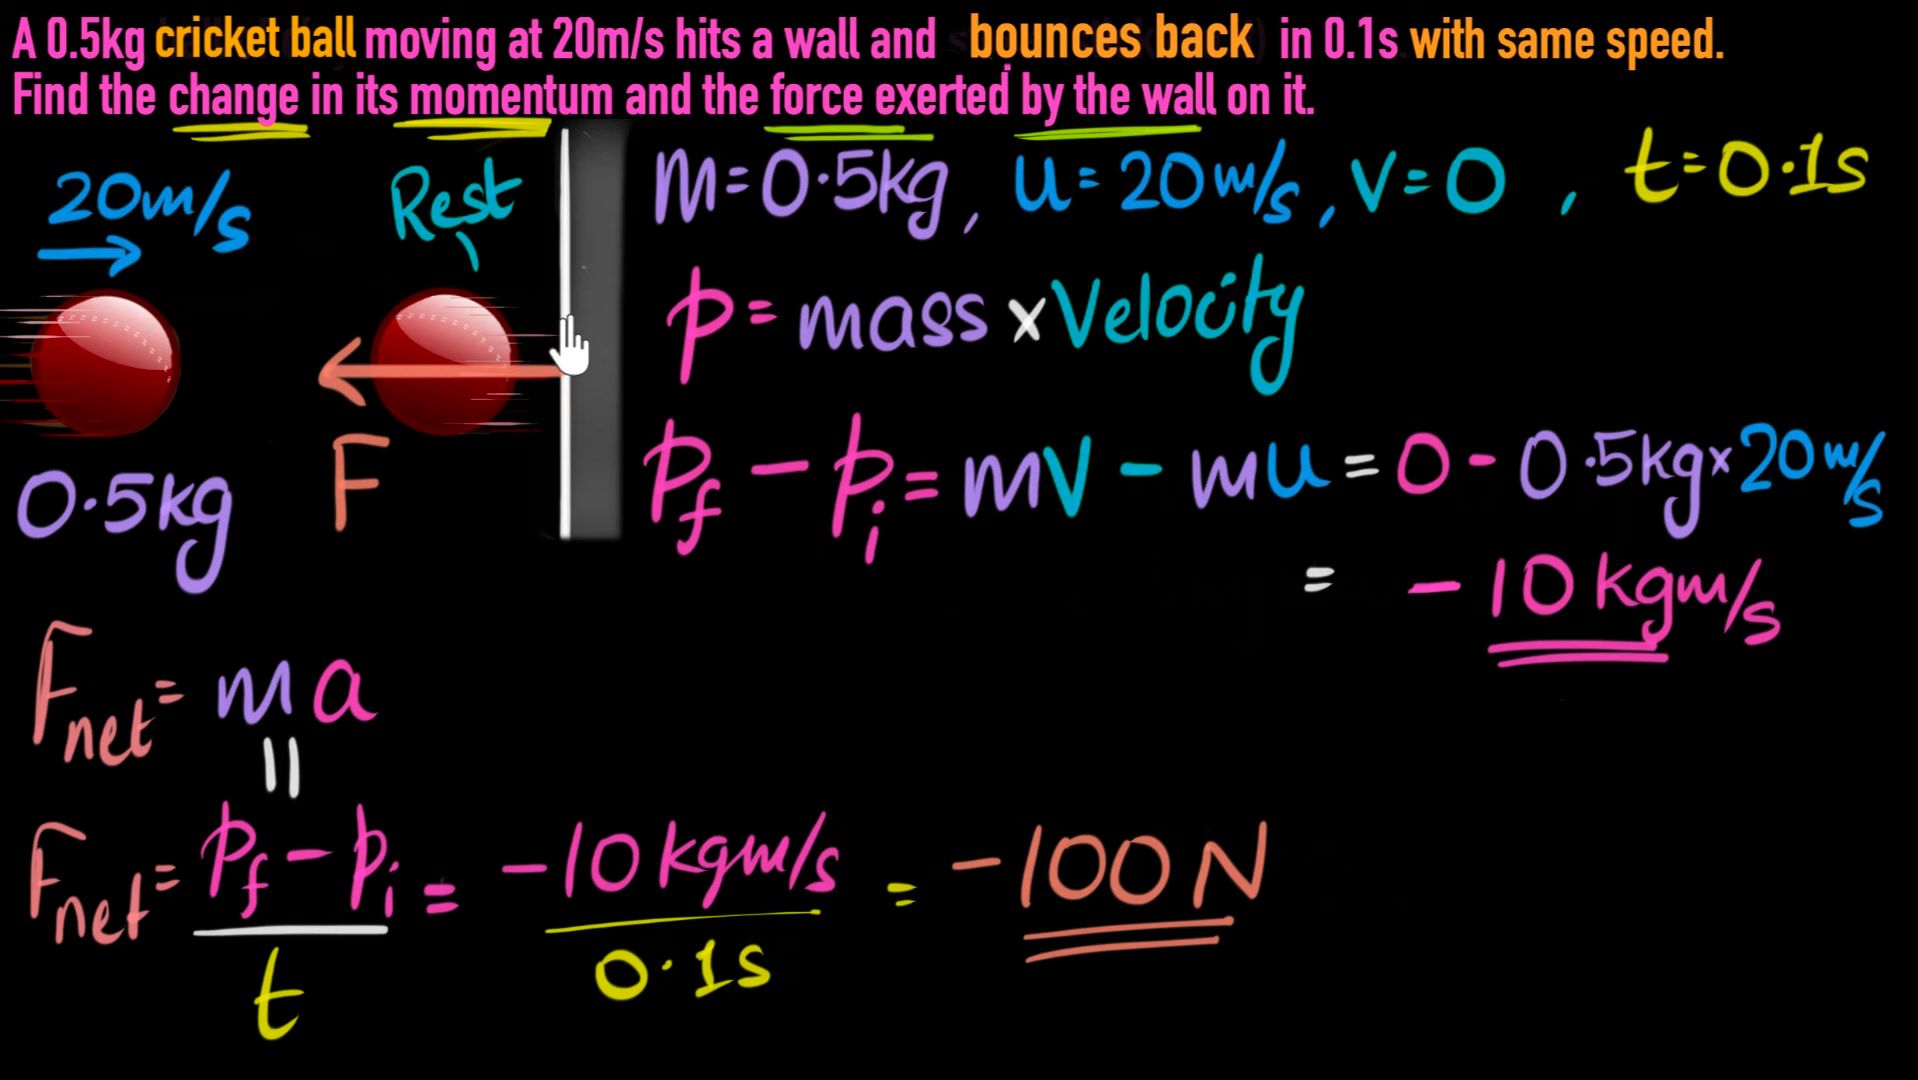 A 0.5kg cricket ball moving at 20m/s hits a wall and bounces back in 0.1s with same speed.
Find the change in its momentum and the force exerted by the wall on it.
20m/s
Rest
m=0.5kg, u=20m/s, v=0, t=0.1s
p=mass×Velocity
0.5kg
F
pf - pi = mv - mu = 0 - 0.5kg×20m/s
= -10kgm/s
Fnet=ma
=
Fnet=pf-pi/t = -10kgm/s/0.1s = -100N